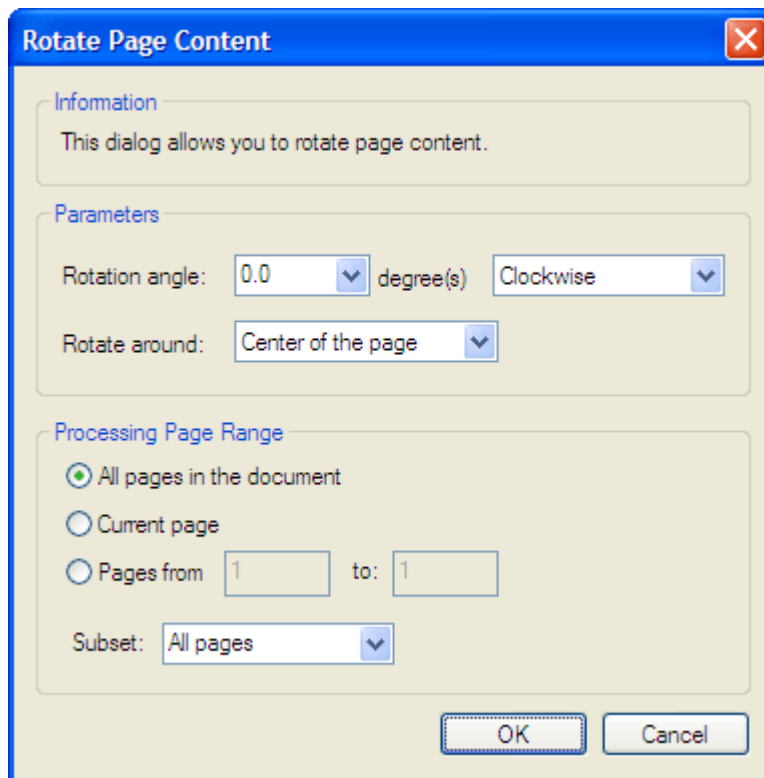 Rotate Page Content
Information
This dialog allows you to rotate page content.
Parameters
Rotation angle: 0.0 degree(s) Clockwise
Rotate around: Center of the page
Processing Page Range
All pages in the document
Current page
Pages from 1 to: 1
Subset: All pages
OK Cancel